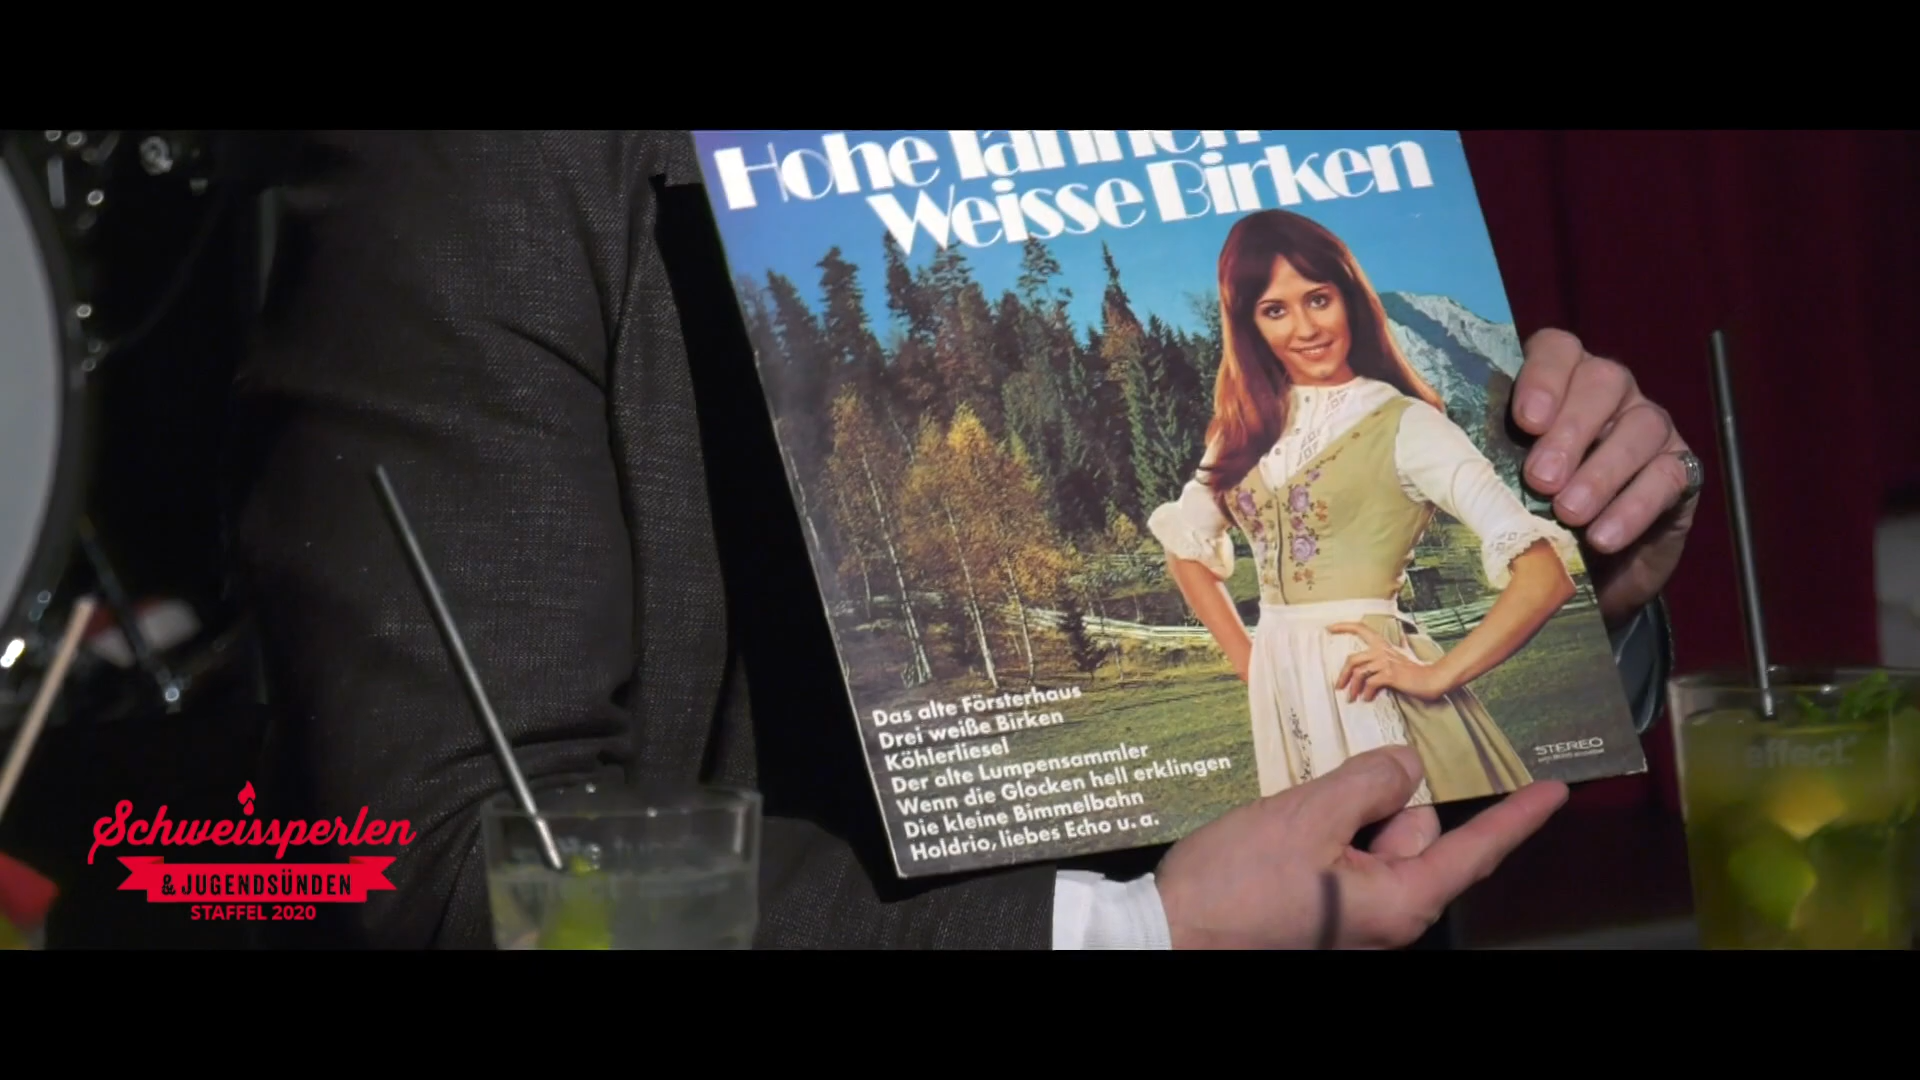 Hohe Tannen
Weisse Birken
Das alte Försterhaus
Drei weiße Birken
Köhlerliesel
Der alte Lumpensammler
Wenn die Glocken hell erklingen
Die kleine Bimmelbahn
Holdrio, liebes Echo u. a.
STEREO
effect
Schweissperlen
& JUGENDSÜNDEN
STAFFEL 2020